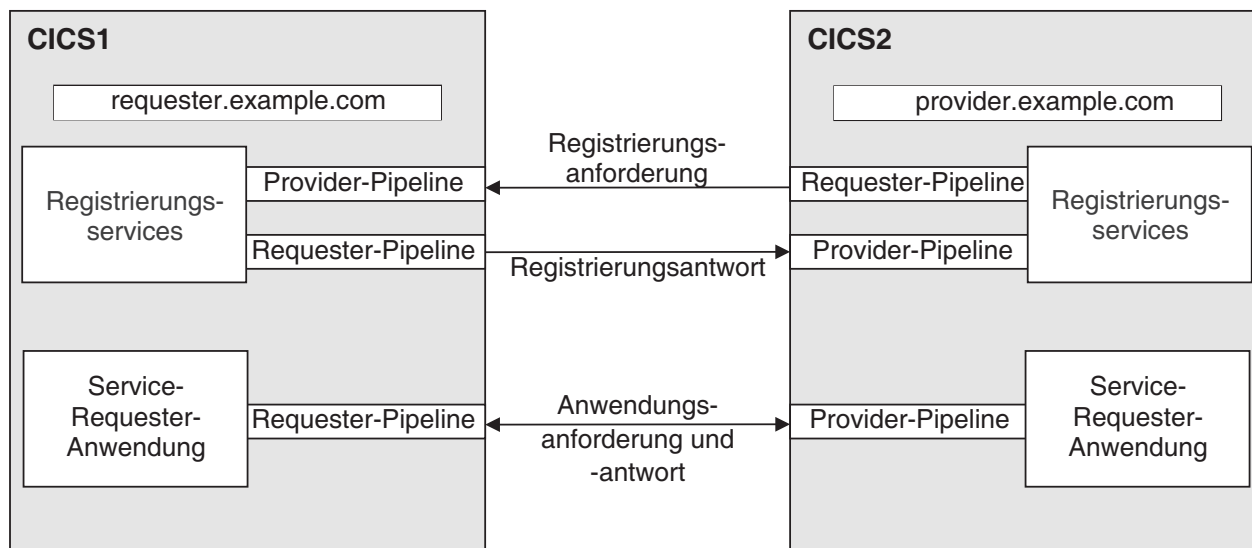 CICS1
requester.example.com
Registrierungs-
services
Provider-Pipeline
Requester-Pipeline
Service-
Requester-
Anwendung
Requester-Pipeline
Registrierungs-
anforderung
Registrierungsantwort
Anwendungs-
anforderung und
-antwort
CICS2
provider.example.com
Requester-Pipeline
Provider-Pipeline
Registrierungs-
services
Provider-Pipeline
Service-
Requester-
Anwendung